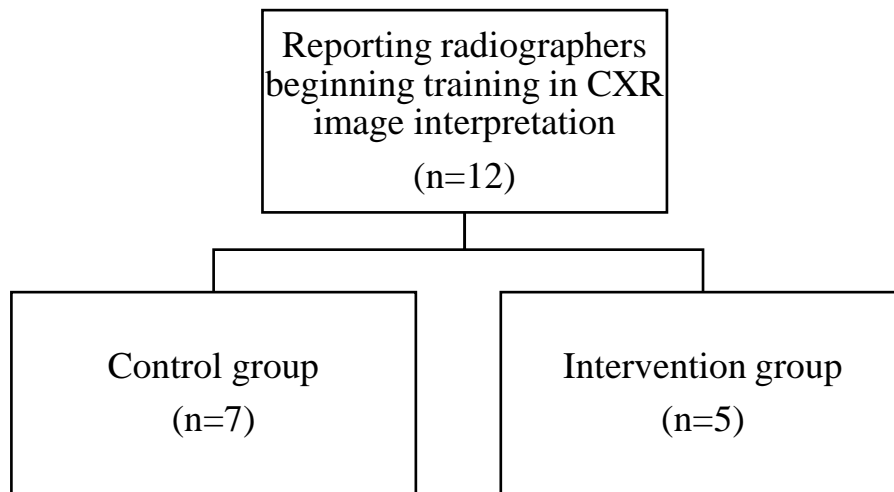 Reporting radiographers
beginning training in CXR
image interpretation
(n=12)
Control group
(n=7)
Intervention group
(n=5)